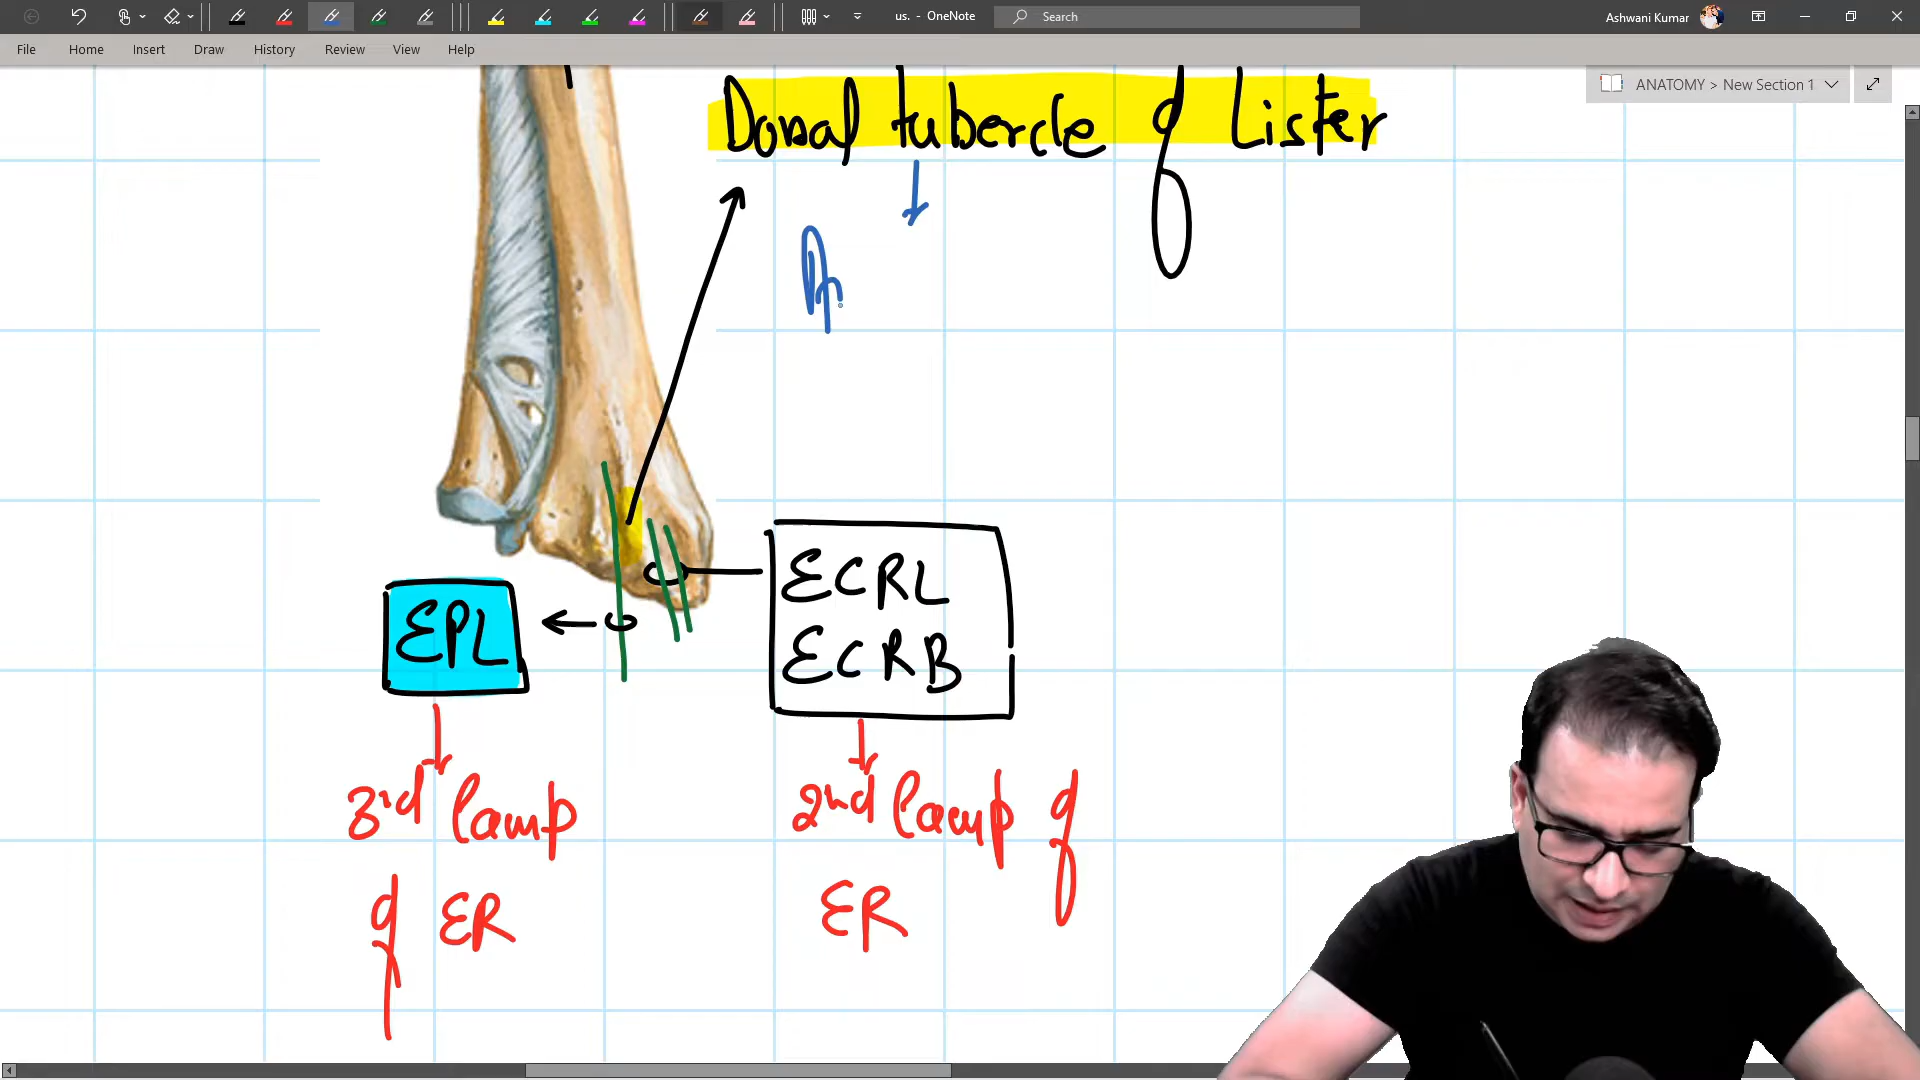 us. - OneNote
Search
Ashwani Kumar
File Home Insert Draw History Review View Help
ANATOMY > New Section 1
Dorsal tubercle of Lister
ECRL
ECRB
EPL
3rd Comp
of ER
2nd Comp of
ER